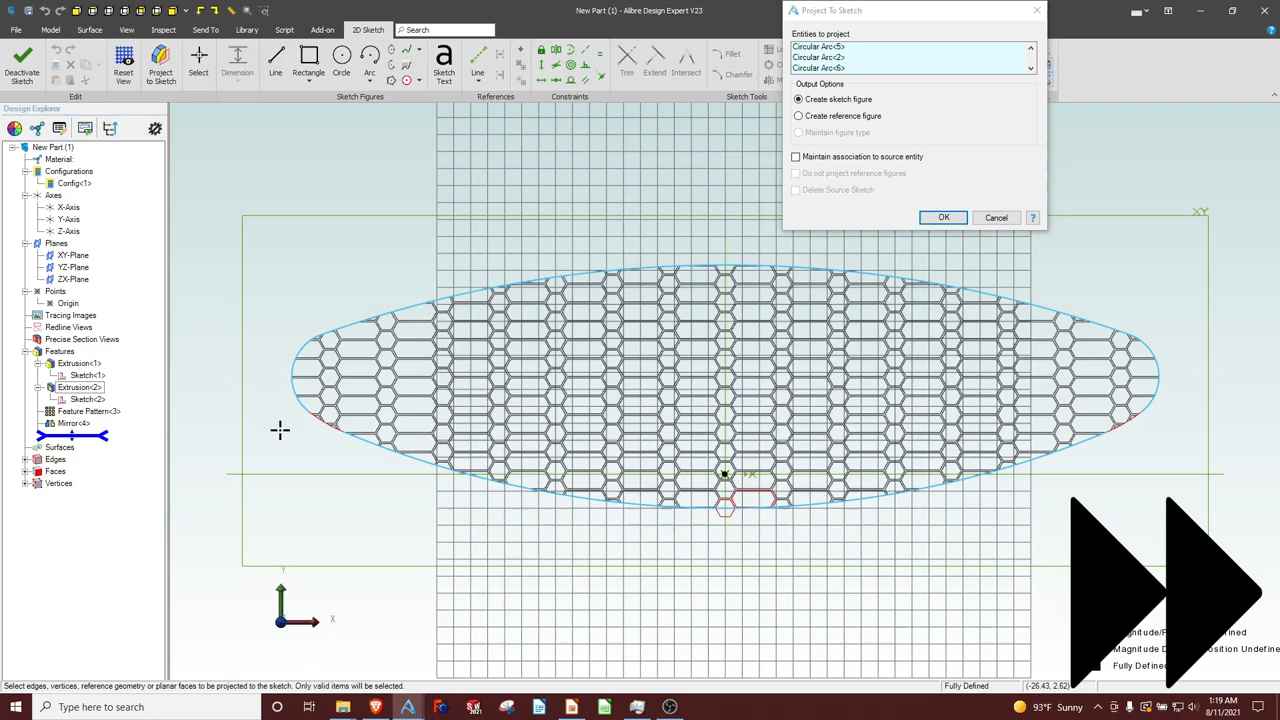 New Part (1) - Alibre Design Expert V23
File
Assembly
Surface
View
Inspect
Tools To Sketch
Library
Script
Add-on
2D Sketch
Search
Deactivate Sketch
Reset View
Project to Sketch
Select
Dimension
Line
Rectangle
Circle
Arc
Sketch Text
Line
Trim
Extend
Intersect
Fillet
Chamfer
Edit
Sketch Figures
References
Constraints
Sketch Tools
Project To Sketch
Entities to project
Circular Arc<5>
Circular Arc<2>
Circular Arc<6>
Output Options
Create sketch figure
Create reference figure
Maintain figure type
Maintain association to source entity
Do not project reference figures
Delete Source Sketch
OK
Cancel
?
Design Explorer
New Part (1)
Material:
Configurations
Config<1>
Axes
X-Axis
Y-Axis
Z-Axis
Planes
XY-Plane
YZ-Plane
ZX-Plane
Points
Origin
Tracing Images
Redline Views
Precise Section Views
Features
Extrusion<1>
Sketch<1>
Extrusion<2>
Sketch<2>
Feature Pattern<3>
Mirror<4>
Surfaces
Edges
Faces
Vertices
XY
X
Y
X
Fully Defined
Select edges, vertices, reference geometry or planar faces to be projected to the sketch. Only valid items will be selected.
Fully Defined
(-26.43, 2.62)
Type here to search
93°F Sunny
1:19 AM
8/11/2021